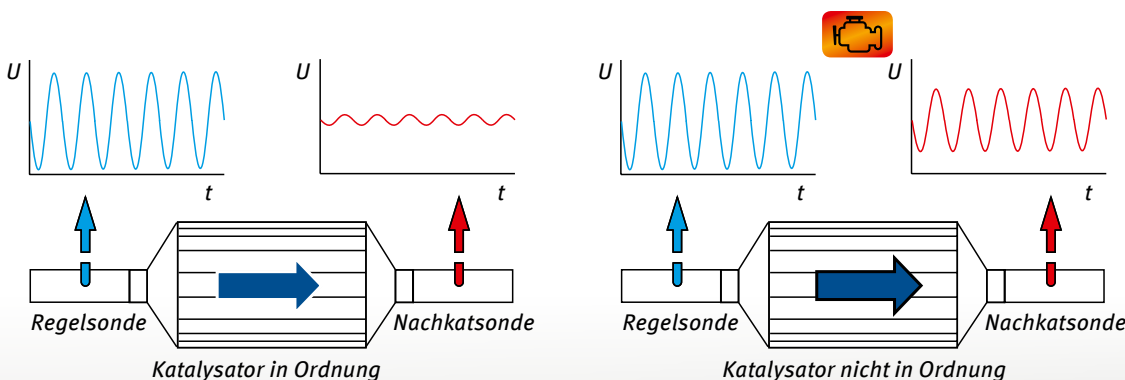 U
t
U
t
U
t
U
t
Regelsonde
Nachkatsonde
Regelsonde
Nachkatsonde
Katalysator in Ordnung
Katalysator nicht in Ordnung